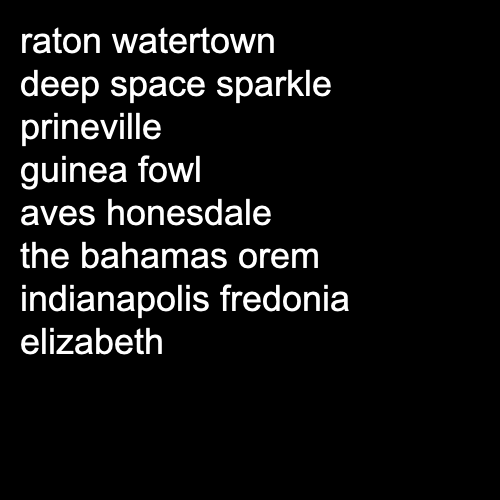 raton watertown
deep space sparkle
prineville
guinea fowl
aves honesdale
the bahamas orem
indianapolis fredonia
elizabeth